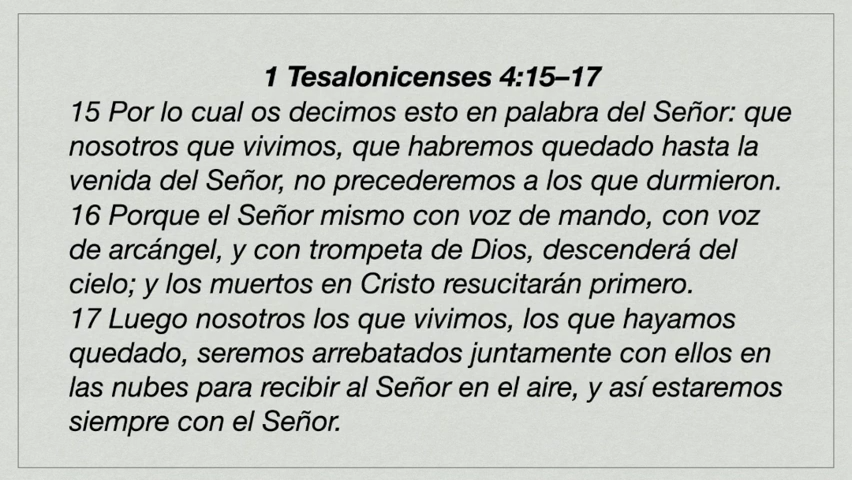 1 Tesalonicenses 4:15–17
15 Por lo cual os decimos esto en palabra del Señor: que
nosotros que vivimos, que habremos quedado hasta la
venida del Señor, no precederemos a los que durmieron.
16 Porque el Señor mismo con voz de mando, con voz
de arcángel, y con trompeta de Dios, descenderá del
cielo; y los muertos en Cristo resucitarán primero.
17 Luego nosotros los que vivimos, los que hayamos
quedado, seremos arrebatados juntamente con ellos en
las nubes para recibir al Señor en el aire, y así estaremos
siempre con el Señor.